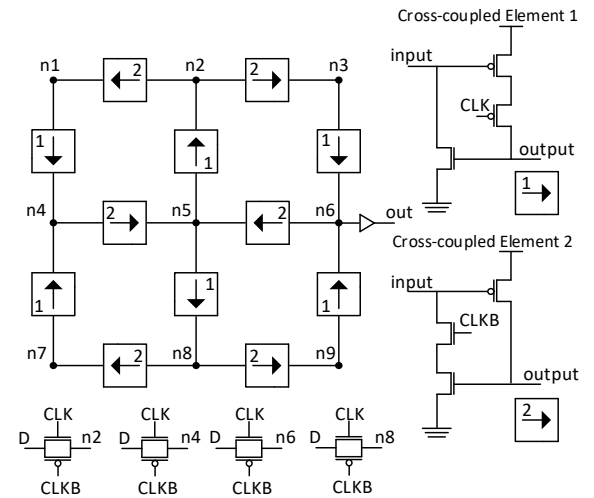 Cross-coupled Element 1
n1 2 n2 2 n3
input
CLK
1 1 1
output
n4 2 n5 2 n6 out
1
Cross-coupled Element 2
input
1 1 1
CLKB
n7 2 n8 2 n9
output
2
CLK CLK CLK CLK
D n2 D n4 D n6 D n8
CLKB CLKB CLKB CLKB